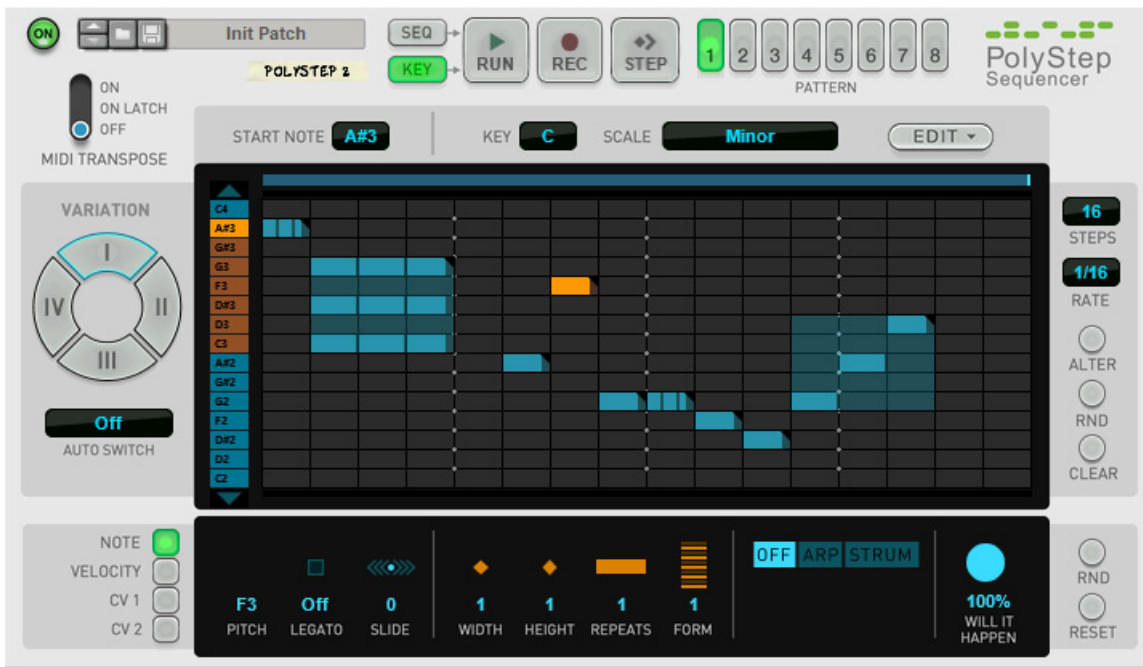 ON
Init Patch
POLYSTEP 2
SEQ
KEY
RUN
REC
STEP
1 2 3 4 5 6 7 8
PATTERN
PolyStep
Sequencer
ON
ON LATCH
OFF
MIDI TRANSPOSE
START NOTE A#3
KEY C
SCALE Minor
EDIT
VARIATION
I
II
III
IV
Off
AUTO SWITCH
C4
A#3
G#3
G3
F3
D#3
D3
C3
A#2
G#2
G2
F2
D#2
D2
C2
16
STEPS
1/16
RATE
ALTER
RND
CLEAR
NOTE
VELOCITY
CV 1
CV 2
F3
PITCH
Off
LEGATO
0
SLIDE
1
WIDTH
1
HEIGHT
1
REPEATS
1
FORM
OFF ARP STRUM
100%
WILL IT
HAPPEN
RND
RESET